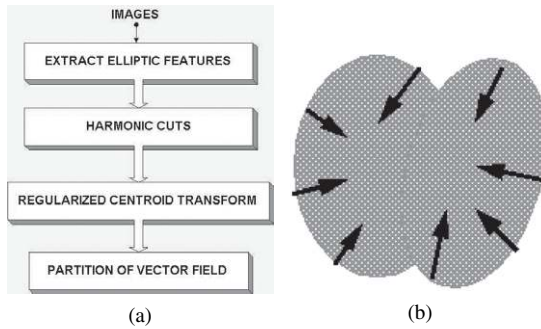 IMAGES
EXTRACT ELLIPTIC FEATURES
HARMONIC CUTS
REGULARIZED CENTROID TRANSFORM
PARTITION OF VECTOR FIELD
(a)
(b)